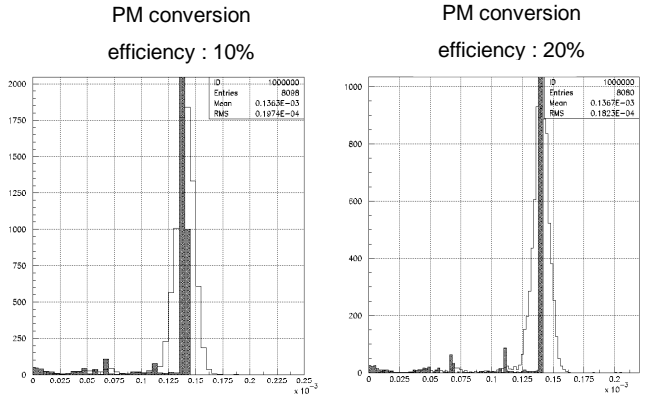 PM conversion
efficiency : 10%
ID 1000000
Entries 8098
Mean 0.1363E-03
RMS 0.1974E-04
2000
1750
1500
1250
1000
750
500
250
0
0 0.025 0.05 0.075 0.1 0.125 0.15 0.175 0.2 0.225 0.25
x 10⁻³
PM conversion
efficiency : 20%
ID 1000000
Entries 8080
Mean 0.1367E-03
RMS 0.1823E-04
1000
800
600
400
200
0
0 0.025 0.05 0.075 0.1 0.125 0.15 0.175 0.2
x 10⁻³